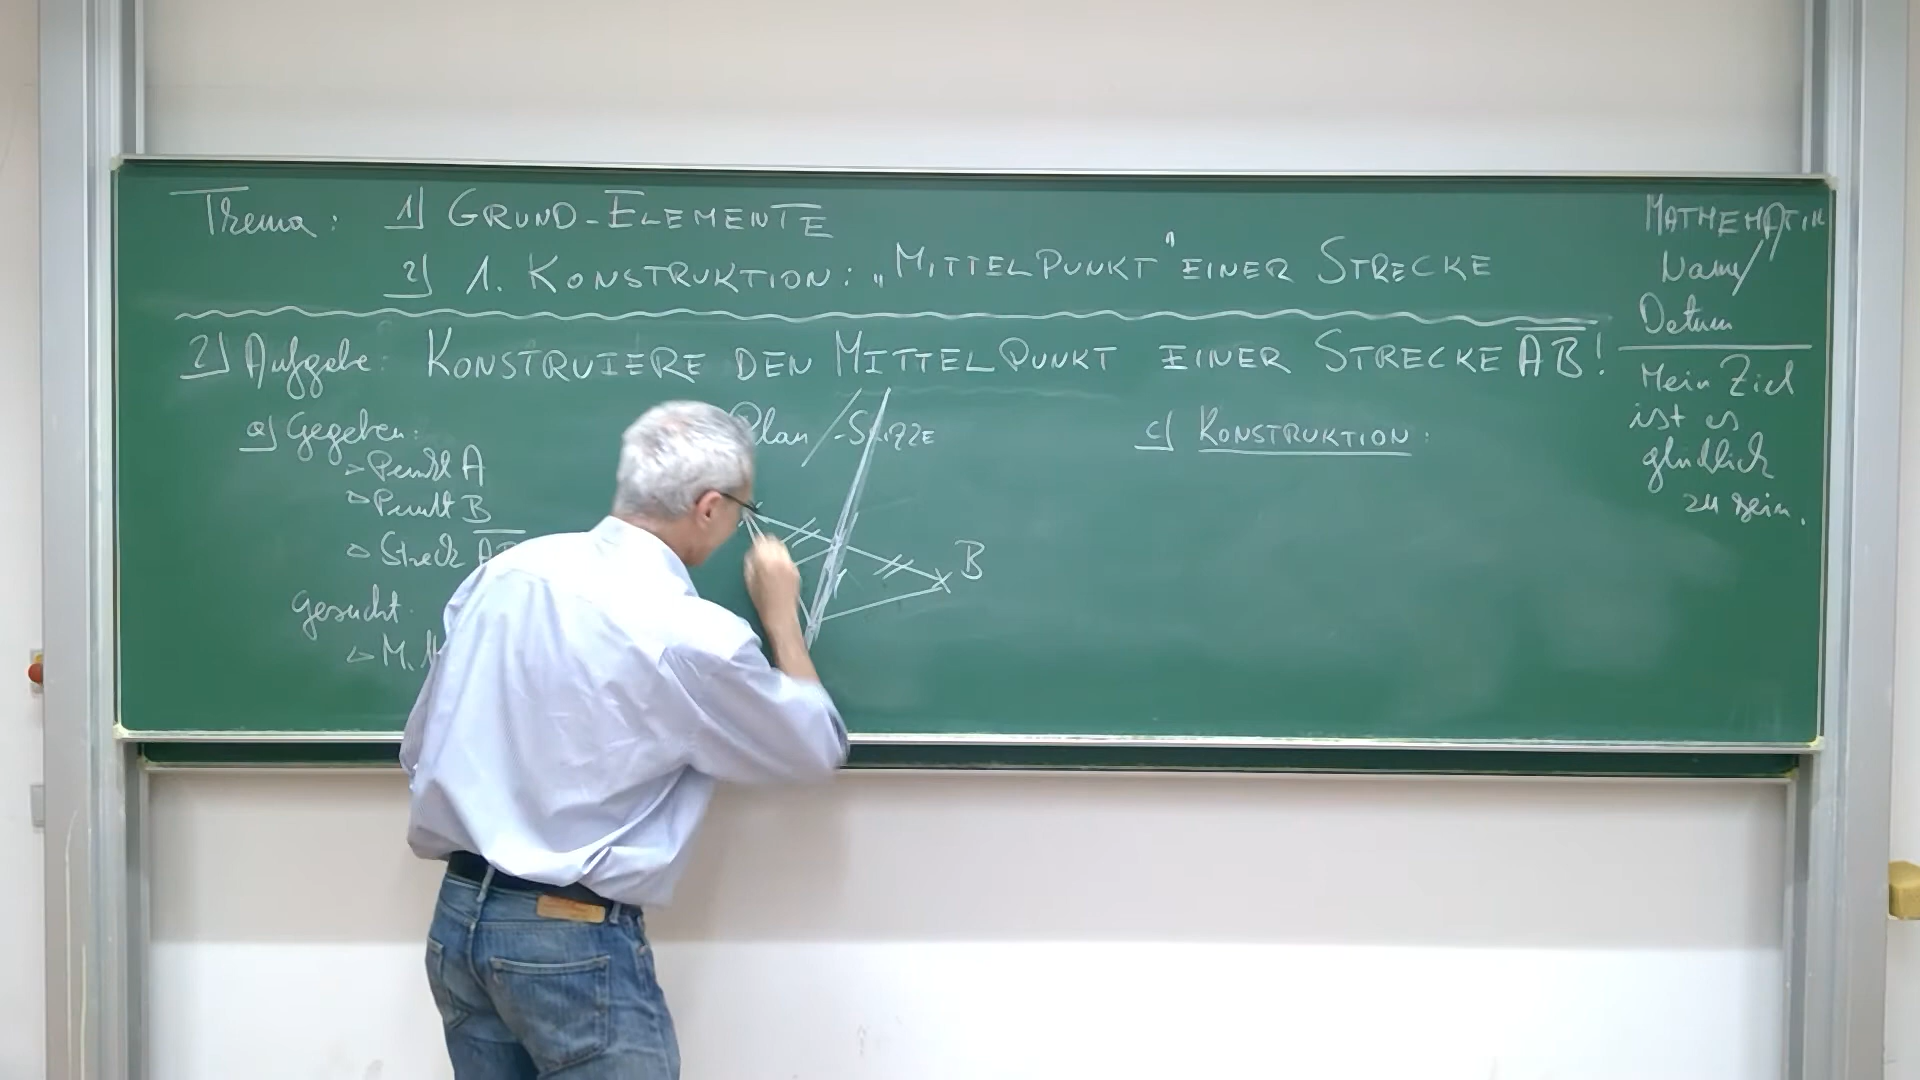 Thema: 1) GRUND-ELEMENTE
2) 1. KONSTRUKTION: „MITTELPUNKT" EINER STRECKE
2) Aufgabe: KONSTRUIERE DEN MITTELPUNKT EINER STRECKE AB!
a) Gegeben:
Punkt A
Punkt B
Gesucht:
M.
Plan/-Skizze
B
c) KONSTRUKTION:
MATHEMATIK
Name/
Datum
Mein Ziel
ist es
glücklich
zu sein.